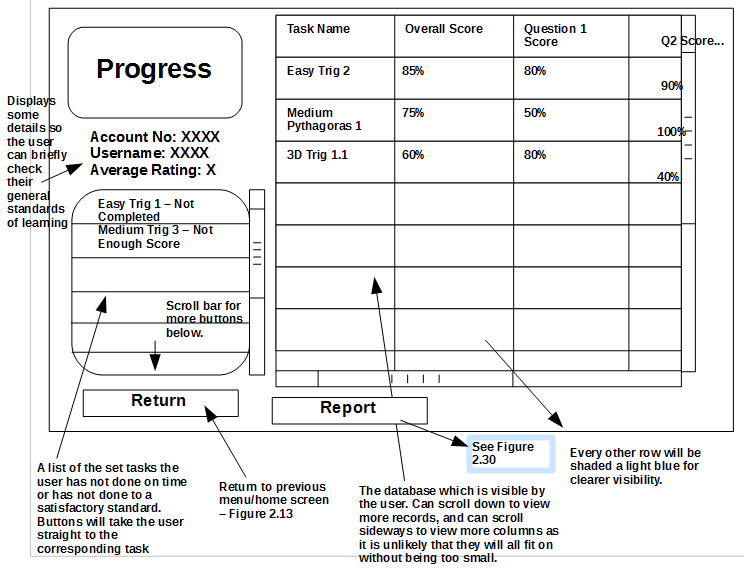 Progress
Displays
some
details so
the user
can briefly
check
their
general
standards
of learning
Account No: XXXX
Username: XXXX
Average Rating: X
Easy Trig 1 – Not
Completed
Medium Trig 3 – Not
Enough Score
Scroll bar for
more buttons
below.
Return
Report
Task Name Overall Score Question 1
Score Q2 Score...
Easy Trig 2 85% 80% 90%
Medium
Pythagoras 1 75% 50% 100%
3D Trig 1.1 60% 80% 40%
See Figure
2.30
Every other row will be
shaded a light blue for
clearer visibility.
A list of the set tasks the
user has not done on time
or has not done to a
satisfactory standard.
Buttons will take the user
straight to the
corresponding task
Return to previous
menu/home screen
– Figure 2.13
The database which is visible by
the user. Can scroll down to view
more records, and can scroll
sideways to view more columns as
it is unlikely that they will all fit on
without being too small.